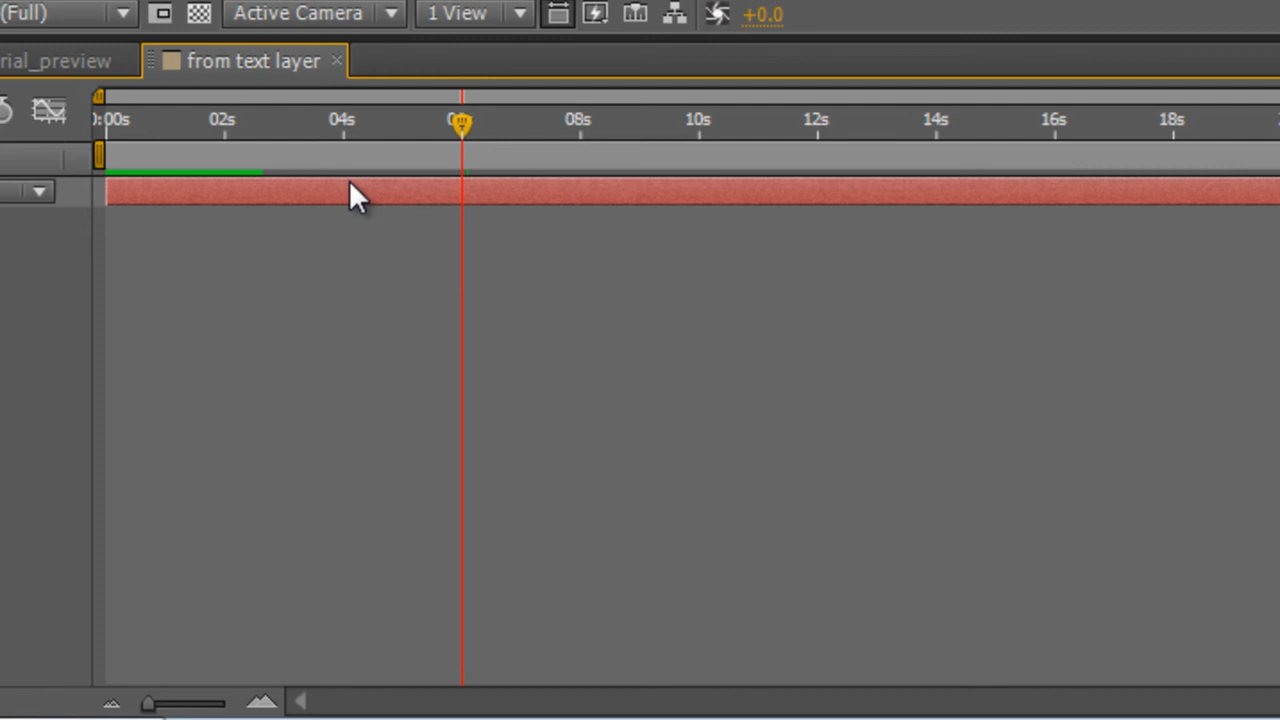 (Full) Active Camera 1 View +0.0
rial_preview from text layer
0:00s 02s 04s 08s 10s 12s 14s 16s 18s